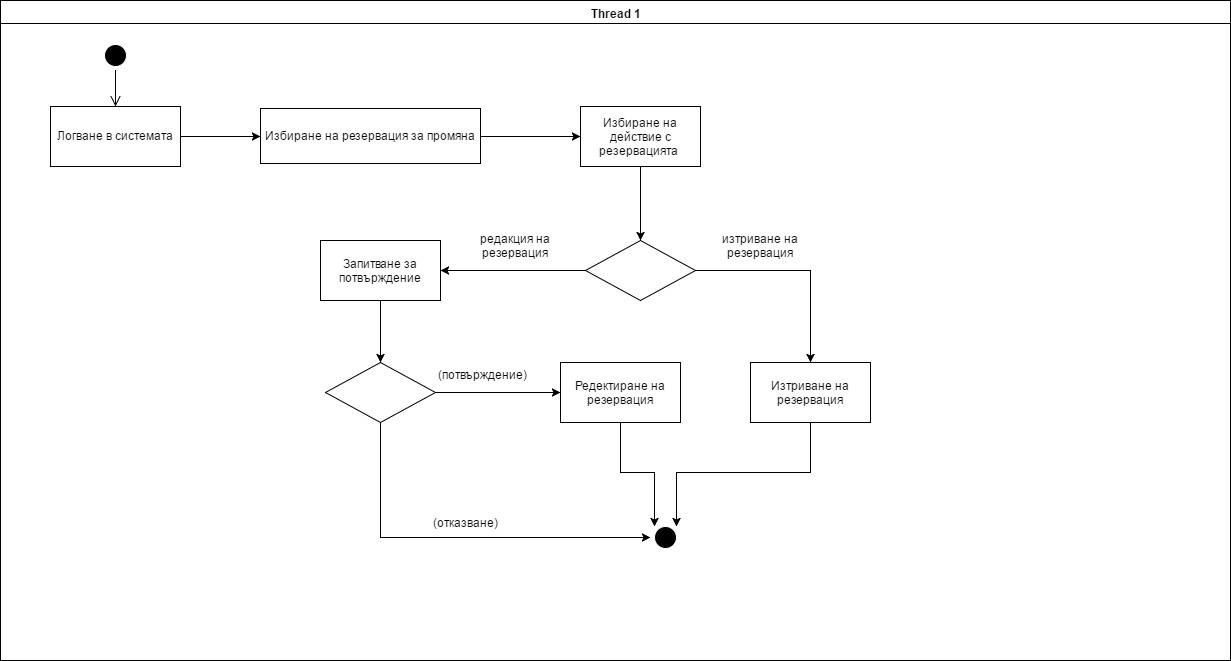 Thread 1
Логване в системата
Избиране на резервация за промяна
Избиране на
действие с
резервацията
редакция на
резервация
изтриване на
резервация
Запитване за
потвърждение
(потвърждение)
Редектиране на
резервация
Изтриване на
резервация
(отказване)